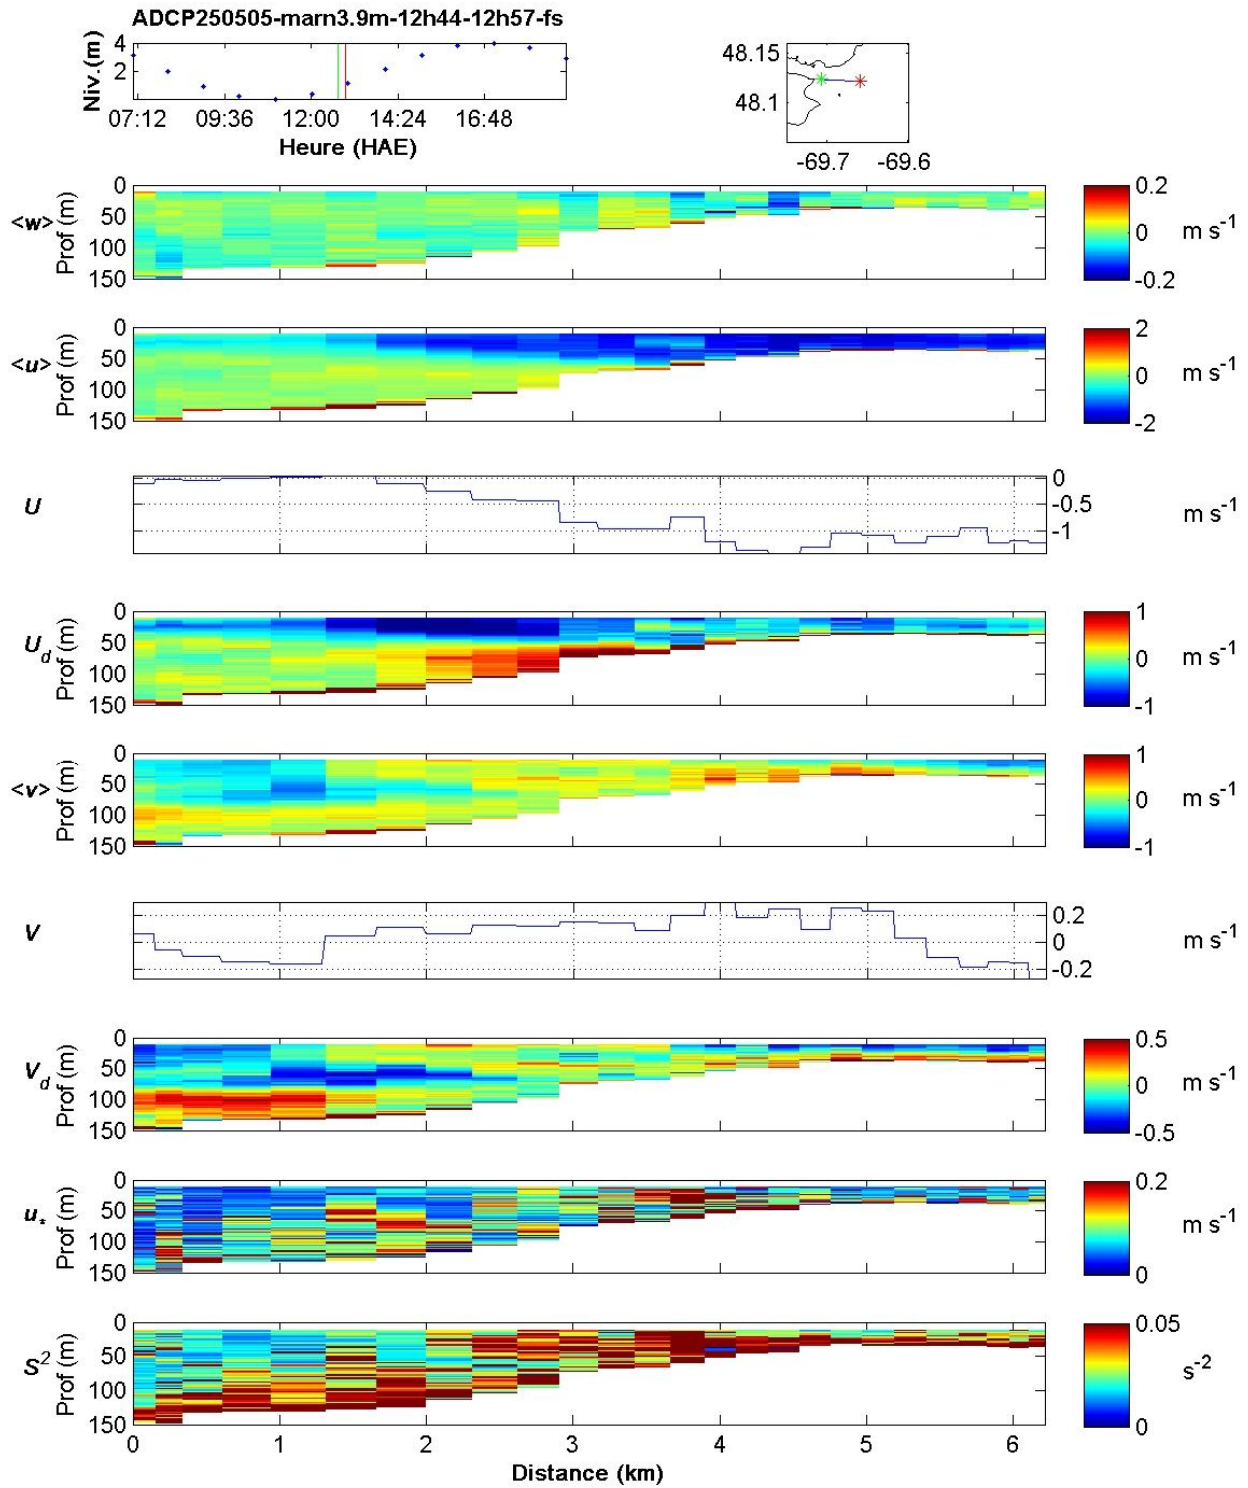 ADCP250505-marn3.9m-12h44-12h57-fs
Niv.(m)
4
2
07:12 09:36 12:00 14:24 16:48
Heure (HAE)
48.15
48.1
-69.7 -69.6
<w>
Prof (m)
0
50
100
150
0.2
0
-0.2
m s-1
<u>
Prof (m)
0
50
100
150
2
0
-2
m s-1
U
0
-0.5
-1
m s-1
Ud
Prof (m)
0
50
100
150
1
0
-1
m s-1
<v>
Prof (m)
0
50
100
150
1
0
-1
m s-1
V
0.2
0
-0.2
m s-1
Vd
Prof (m)
0
50
100
150
0.5
0
-0.5
m s-1
u*
Prof (m)
0
50
100
150
0.2
0
m s-1
S2
Prof (m)
0
50
100
150
0.05
0
s-2
0 1 2 3 4 5 6
Distance (km)